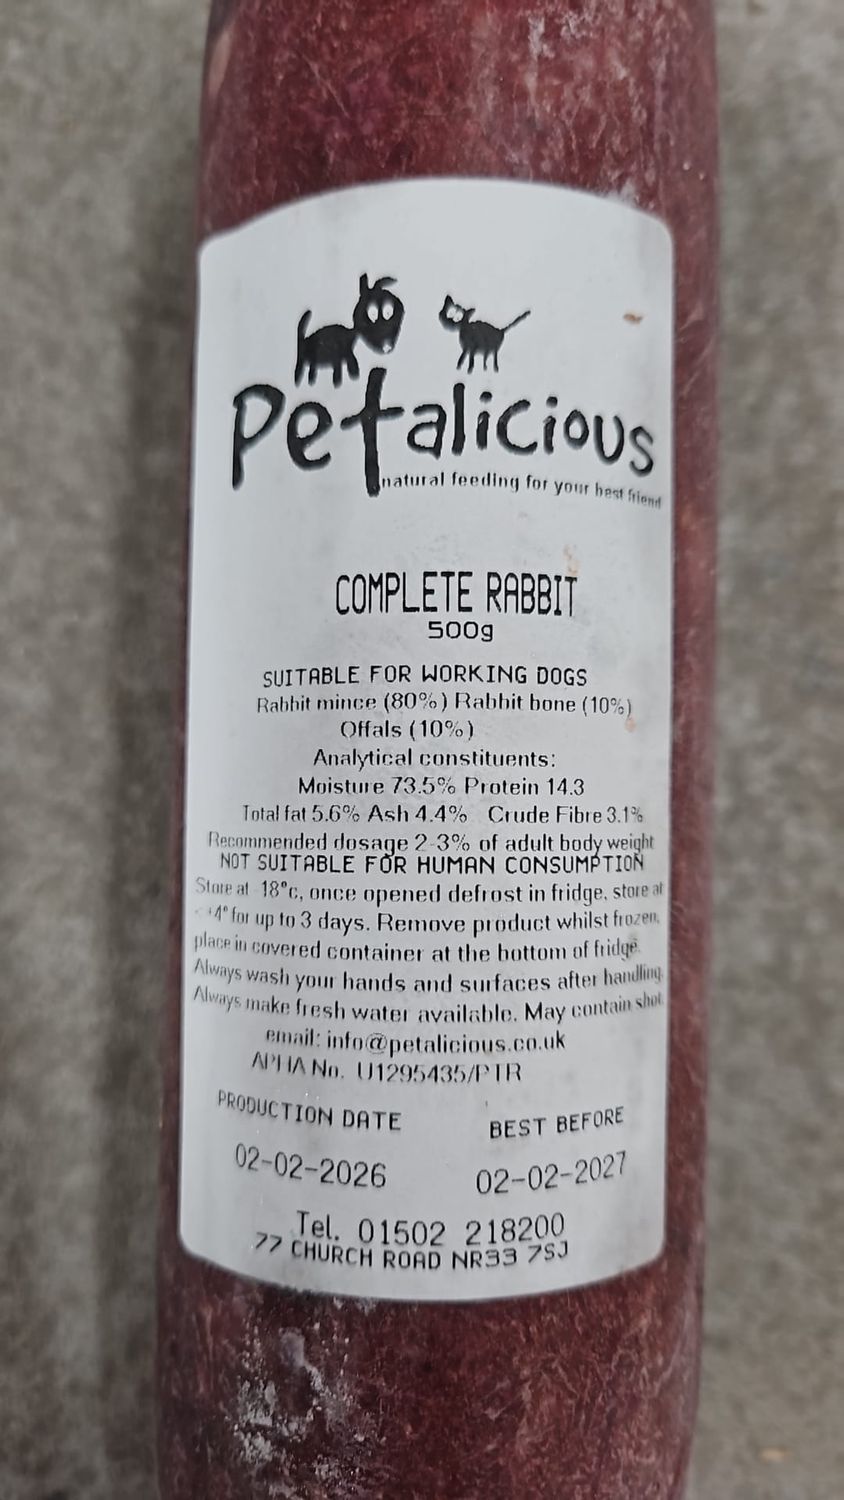 Petalicious
natural feeding for your best friend
COMPLETE RABBIT
500g
SUITABLE FOR WORKING DOGS
Rabbit mince (80%) Rabbit bone (10%)
Offals (10%)
Analytical constituents:
Moisture 73.5% Protein 14.3
Total fat 5.6% Ash 4.4% Crude Fibre 3.1%
Recommended dosage 2-3% of adult body weight
NOT SUITABLE FOR HUMAN CONSUMPTION
Store at -18°c, once opened defrost in fridge, store at
+4° for up to 3 days. Remove product whilst frozen,
place in covered container at the bottom of fridge.
Always wash your hands and surfaces after handling.
Always make fresh water available. May contain shot.
email: info@petalicious.co.uk
APHA No. U1295435/PTR
PRODUCTION DATE BEST BEFORE
02-02-2026 02-02-2027
Tel. 01502 218200
77 CHURCH ROAD NR33 7SJ